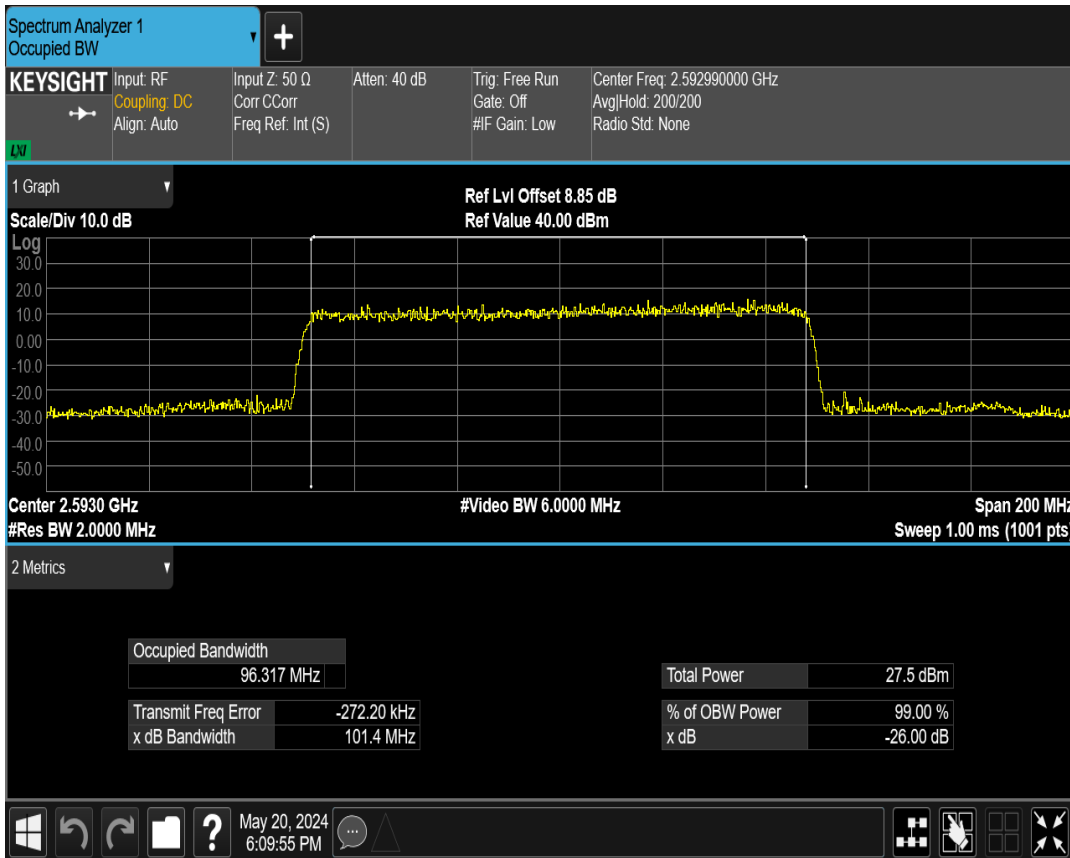 Spectrum Analyzer 1
Occupied BW
+
KEYSIGHT
LXI
Input: RF
Coupling: DC
Align: Auto
Input Z: 50 Ω
Corr CCorr
Freq Ref: Int (S)
Atten: 40 dB
Trig: Free Run
Gate: Off
#IF Gain: Low
Center Freq: 2.592990000 GHz
Avg|Hold: 200/200
Radio Std: None
1 Graph
Scale/Div 10.0 dB
Ref Lvl Offset 8.85 dB
Ref Value 40.00 dBm
Log
30.0
20.0
10.0
0.00
-10.0
-20.0
-30.0
-40.0
-50.0
Center 2.5930 GHz
#Res BW 2.0000 MHz
#Video BW 6.0000 MHz
Span 200 MHz
Sweep 1.00 ms (1001 pts)
2 Metrics
Occupied Bandwidth
96.317 MHz
Transmit Freq Error -272.20 kHz
x dB Bandwidth 101.4 MHz
Total Power 27.5 dBm
% of OBW Power 99.00 %
x dB -26.00 dB
?
May 20, 2024
6:09:55 PM